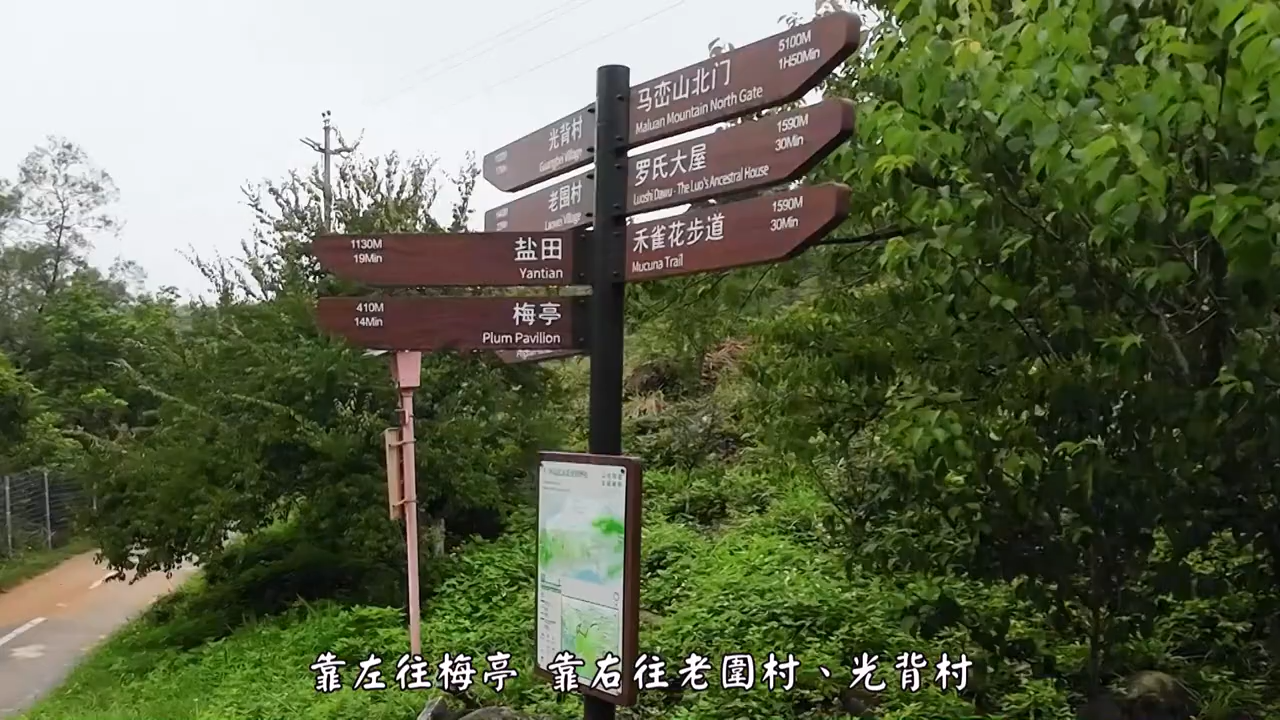 5100M
1H50Min
马峦山北门
Maluan Mountain North Gate
光背村
Guangbei Village
1590M
30Min
罗氏大屋
Luoshi Dawu · The Luo's Ancestral House
老围村
Laowei Village
1590M
30Min
禾雀花步道
Mucuna Trail
1130M
19Min
盐田
Yantian
410M
14Min
梅亭
Plum Pavilion
靠左往梅亭 靠右往老圍村、光背村